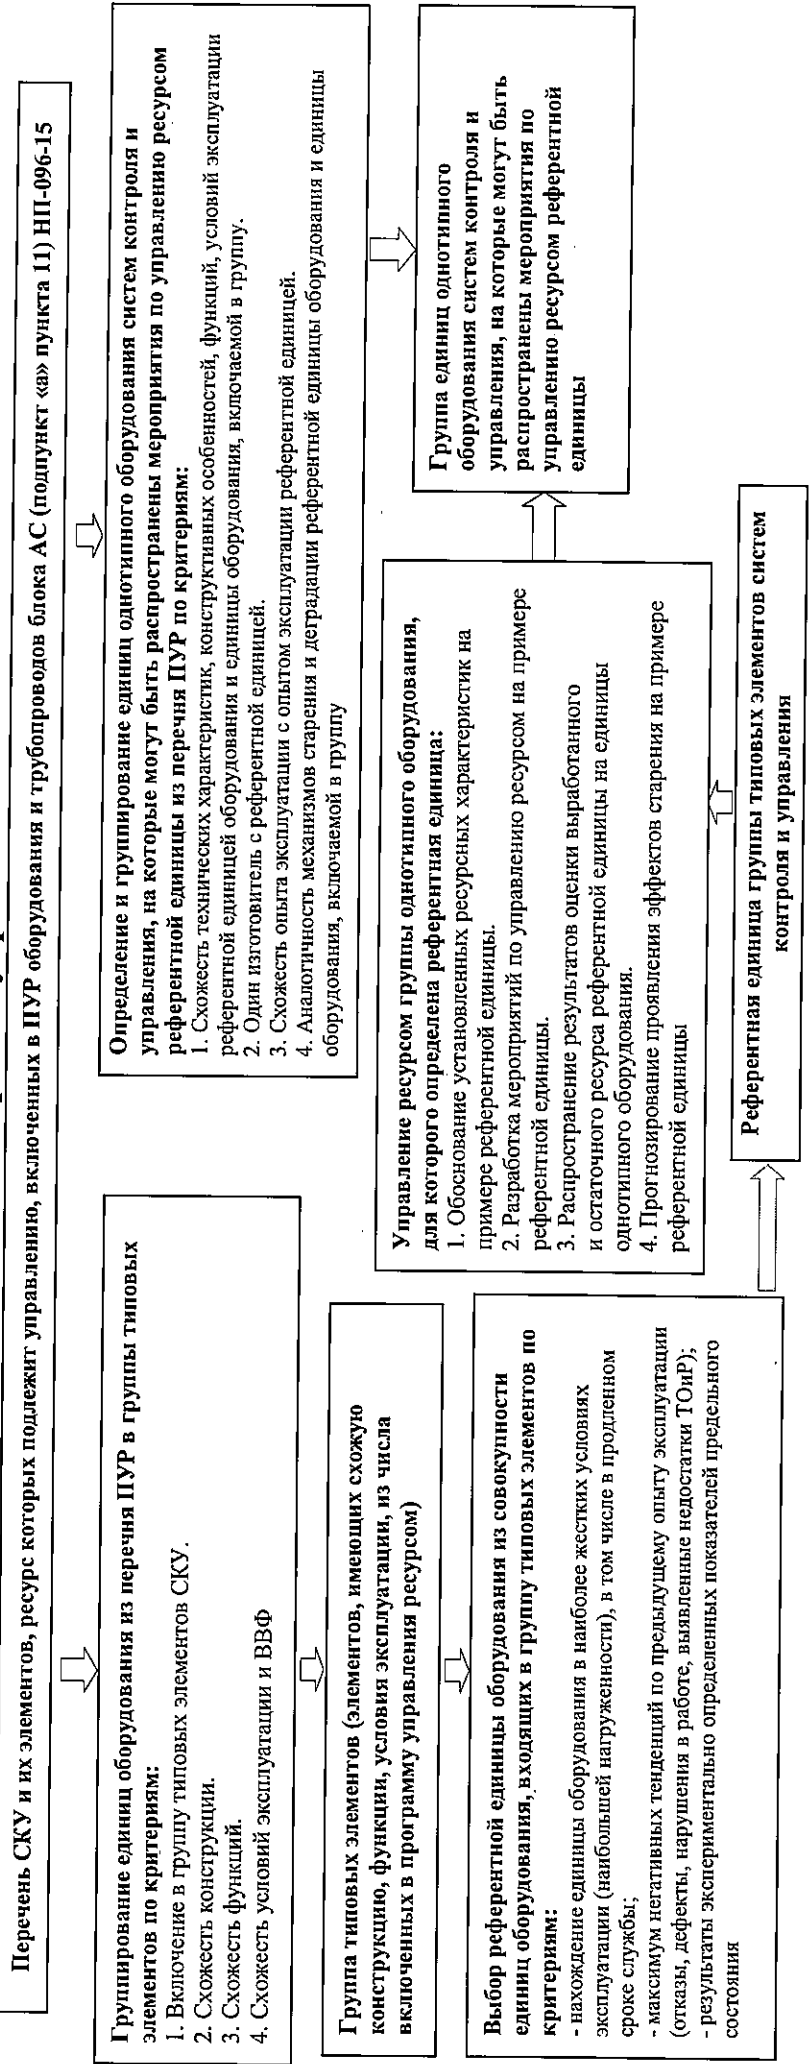 Перечень СКУ и их элементов, ресурс которых подлежит управлению, включенных в ПУР оборудования и трубопроводов блока АС (подпункт «а» пункта 11) НП-096-15
Группирование единиц оборудования из перечня ПУР в группы типовых
элементов по критериям:
1. Включение в группу типовых элементов СКУ.
2. Схожесть конструкции.
3. Схожесть функций.
4. Схожесть условий эксплуатации и ВВФ
Группа типовых элементов (элементов, имеющих схожую
конструкцию, функции, условия эксплуатации, из числа
включенных в программу управления ресурсом)
Выбор референтной единицы оборудования из совокупности
единиц оборудования, входящих в группу типовых элементов по
критериям:
- нахождение единицы оборудования в наиболее жестких условиях
эксплуатации (наибольшей нагруженности), в том числе в продленном
сроке службы;
- максимум негативных тенденций по предыдущему опыту эксплуатации
(отказы, дефекты, нарушения в работе, выявленные недостатки ТОиР);
- результаты экспериментально определенных показателей предельного
состояния
Определение и группирование единиц однотипного оборудования систем контроля и
управления, на которые могут быть распространены мероприятия по управлению ресурсом
референтной единицы из перечня ПУР по критериям:
1. Схожесть технических характеристик, конструктивных особенностей, функций, условий эксплуатации
референтной единицей оборудования и единицы оборудования, включаемой в группу.
2. Один изготовитель с референтной единицей.
3. Схожесть опыта эксплуатации с опытом эксплуатации референтной единицей.
4. Аналогичность механизмов старения и деградации референтной единицы оборудования и единицы
оборудования, включаемой в группу
Управление ресурсом группы однотипного оборудования,
для которого определена референтная единица:
1. Обоснование установленных ресурсных характеристик на
примере референтной единицы.
2. Разработка мероприятий по управлению ресурсом на примере
референтной единицы.
3. Распространение результатов оценки выработанного
и остаточного ресурса референтной единицы на единицы
однотипного оборудования.
4. Прогнозирование проявления эффектов старения на примере
референтной единицы
Группа единиц однотипного
оборудования систем контроля и
управления, на которые могут быть
распространены мероприятия по
управлению ресурсом референтной
единицы
Референтная единица группы типовых элементов систем
контроля и управления